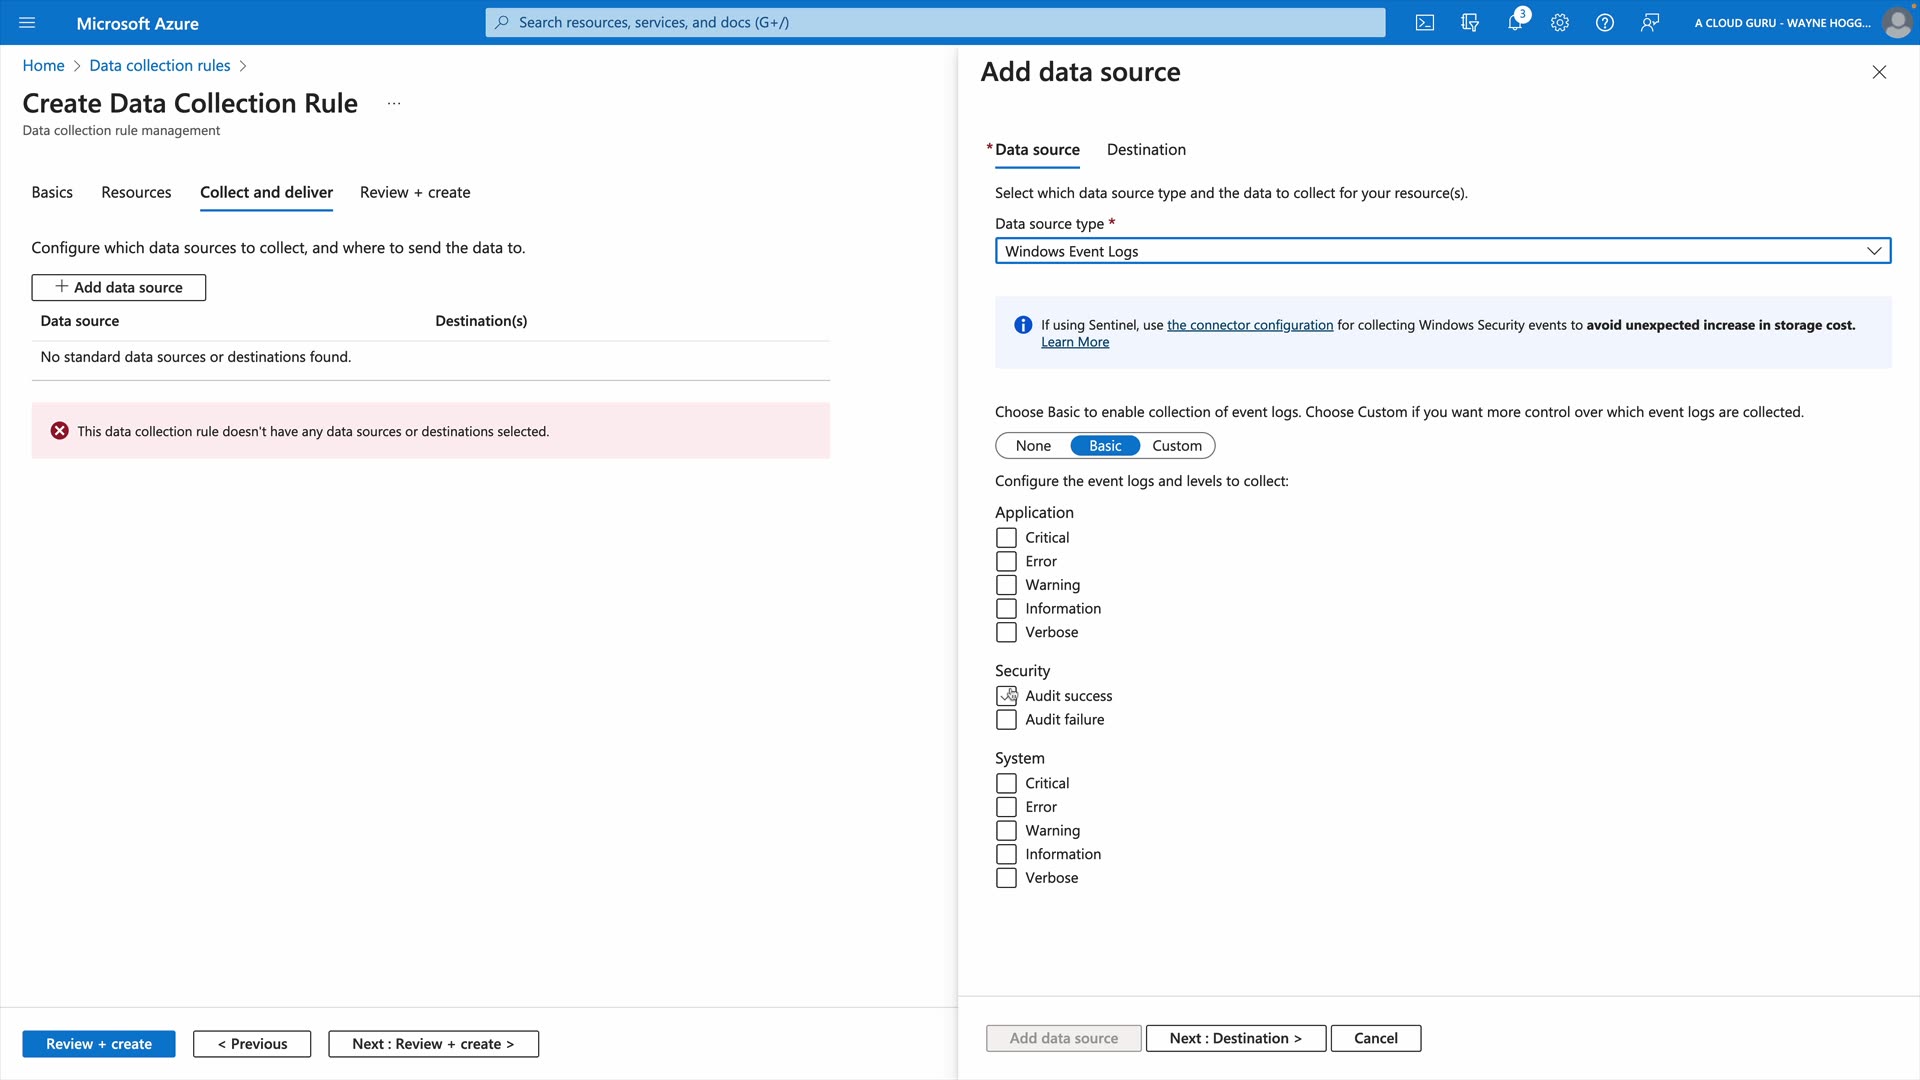 Microsoft Azure
Search resources, services, and docs (G+/)
3
A CLOUD GURU - WAYNE HOGG...
Home > Data collection rules >
Create Data Collection Rule ...
Data collection rule management
Basics Resources Collect and deliver Review + create
Configure which data sources to collect, and where to send the data to.
+ Add data source
Data source Destination(s)
No standard data sources or destinations found.
This data collection rule doesn't have any data sources or destinations selected.
Review + create < Previous Next : Review + create >
Add data source
* Data source Destination
Select which data source type and the data to collect for your resource(s).
Data source type *
Windows Event Logs
If using Sentinel, use the connector configuration for collecting Windows Security events to avoid unexpected increase in storage cost.
Learn More
Choose Basic to enable collection of event logs. Choose Custom if you want more control over which event logs are collected.
None Basic Custom
Configure the event logs and levels to collect:
Application
Critical
Error
Warning
Information
Verbose
Security
Audit success
Audit failure
System
Critical
Error
Warning
Information
Verbose
Add data source Next : Destination > Cancel